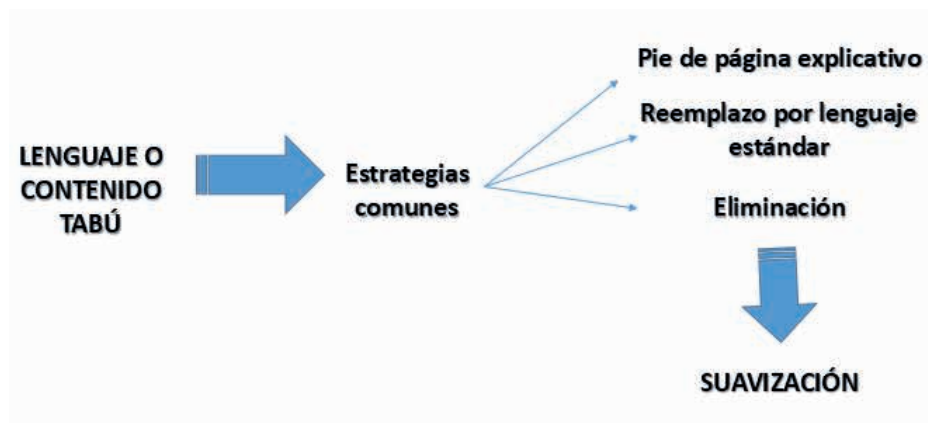 LENGUAJE O
CONTENIDO
TABÚ
Estrategias
comunes
Pie de página explicativo
Reemplazo por lenguaje
estándar
Eliminación
SUAVIZACIÓN